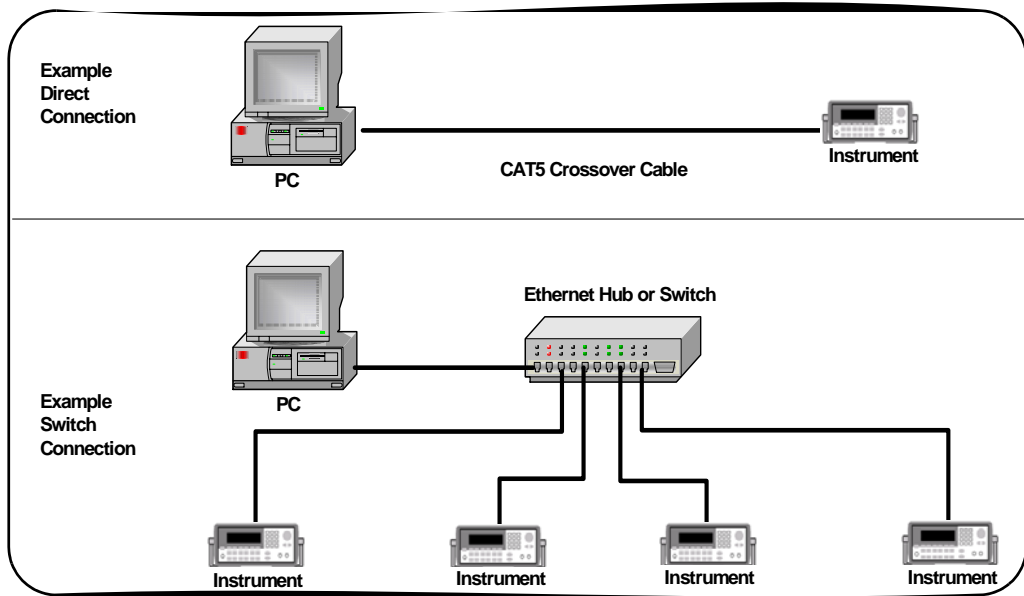 Example
Direct
Connection
PC
CAT5 Crossover Cable
Instrument
Example
Switch
Connection
PC
Ethernet Hub or Switch
Instrument
Instrument
Instrument
Instrument